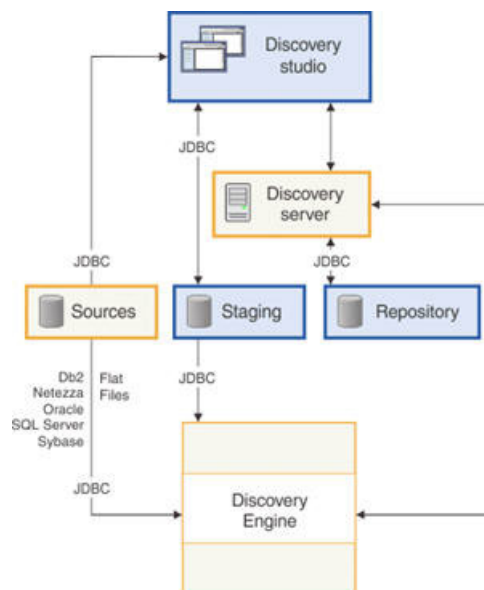 Discovery
studio
JDBC
Discovery
server
JDBC
JDBC
Sources
Staging
Repository
Db2
Netezza
Oracle
SQL Server
Sybase
Flat
Files
JDBC
JDBC
Discovery
Engine